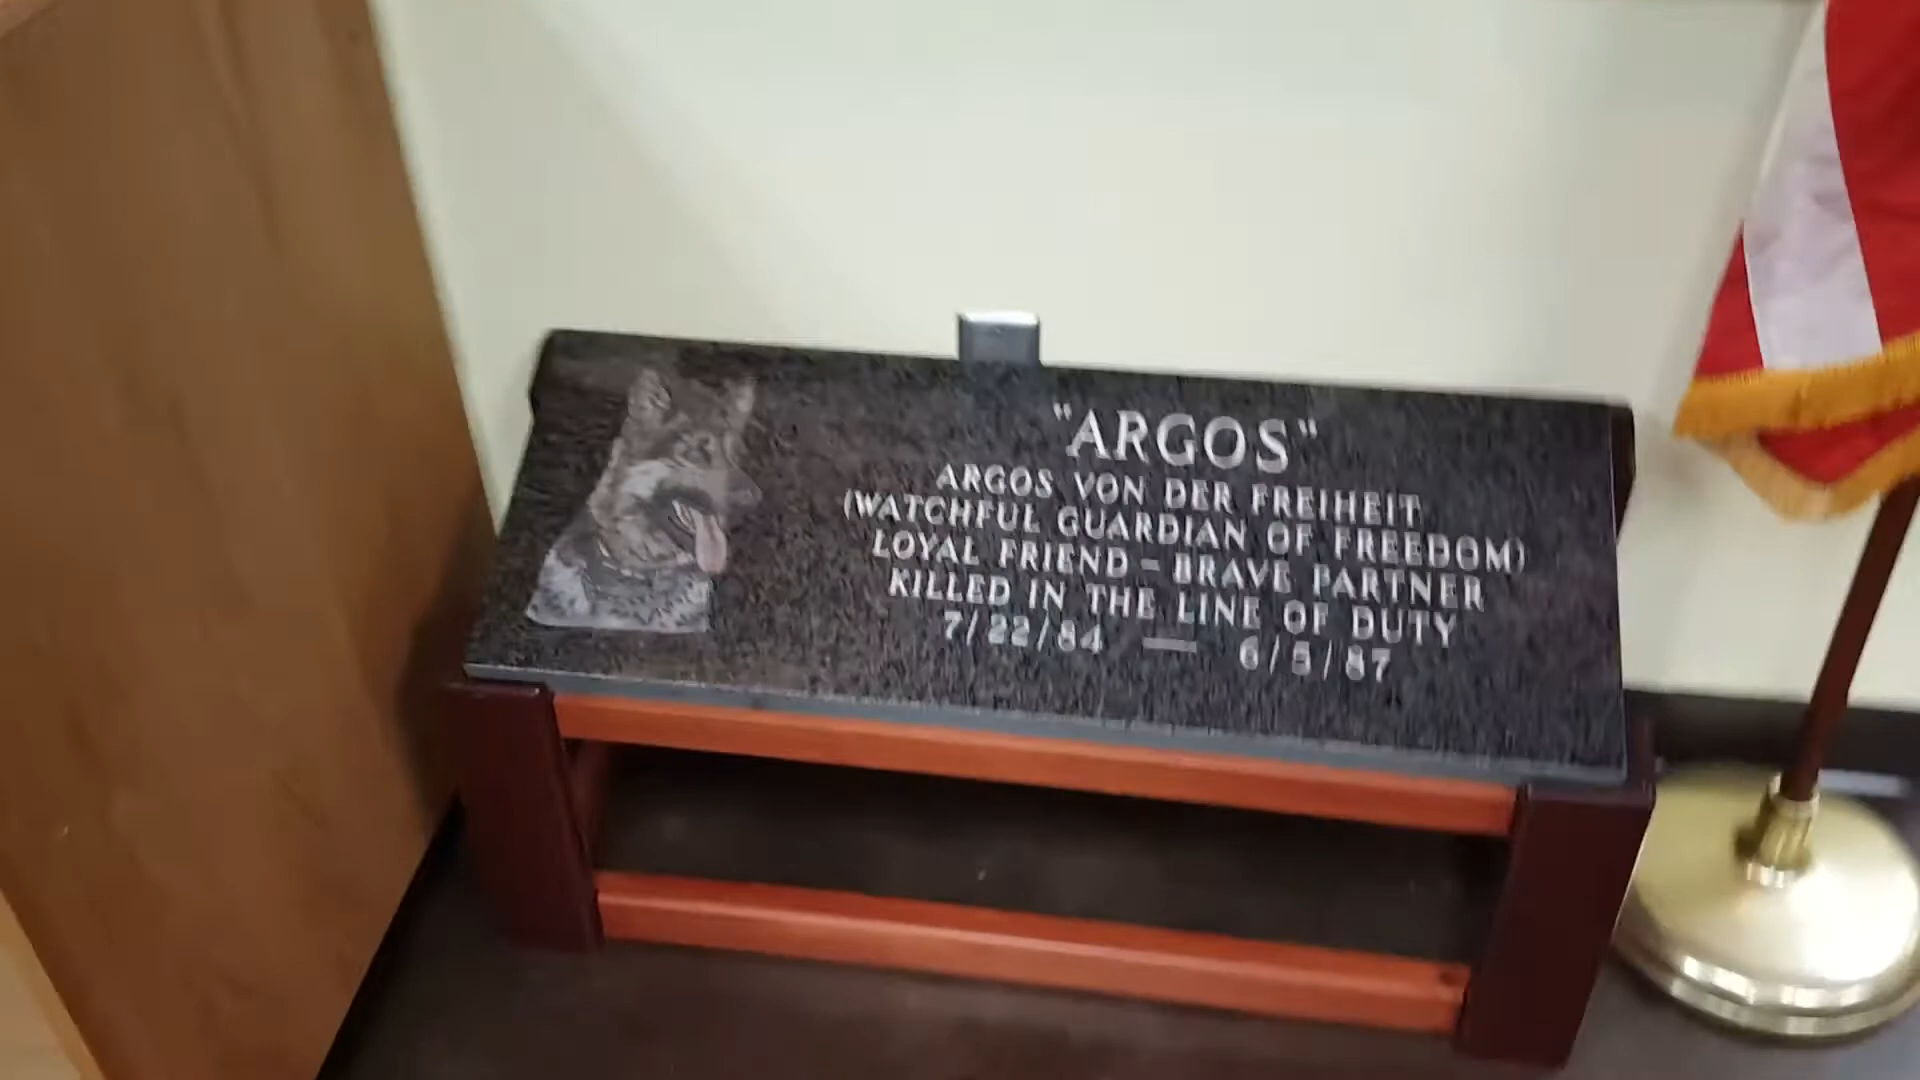 "ARGOS"
ARGOS VON DER FREIHEIT
(WATCHFUL GUARDIAN OF FREEDOM)
LOYAL FRIEND - BRAVE PARTNER
KILLED IN THE LINE OF DUTY
7/22/84 — 6/5/87